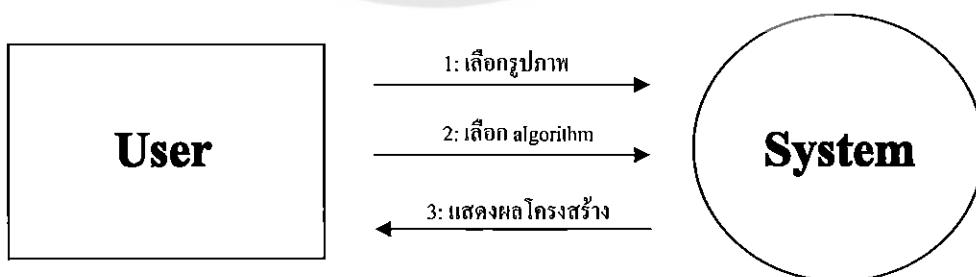 User
1: เลือกรูปภาพ
2: เลือก algorithm
3: แสดงผลโครงสร้าง
System